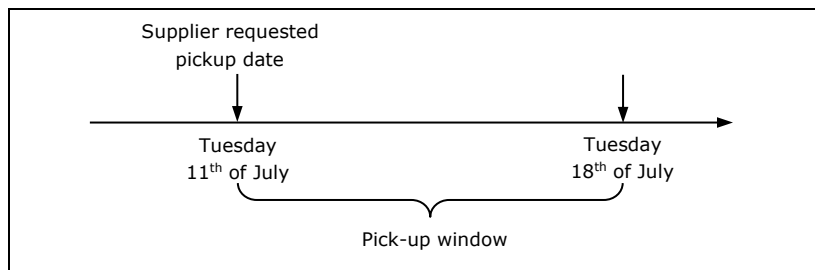 Supplier requested
pickup date
Tuesday
11th of July
Tuesday
18th of July
Pick-up window